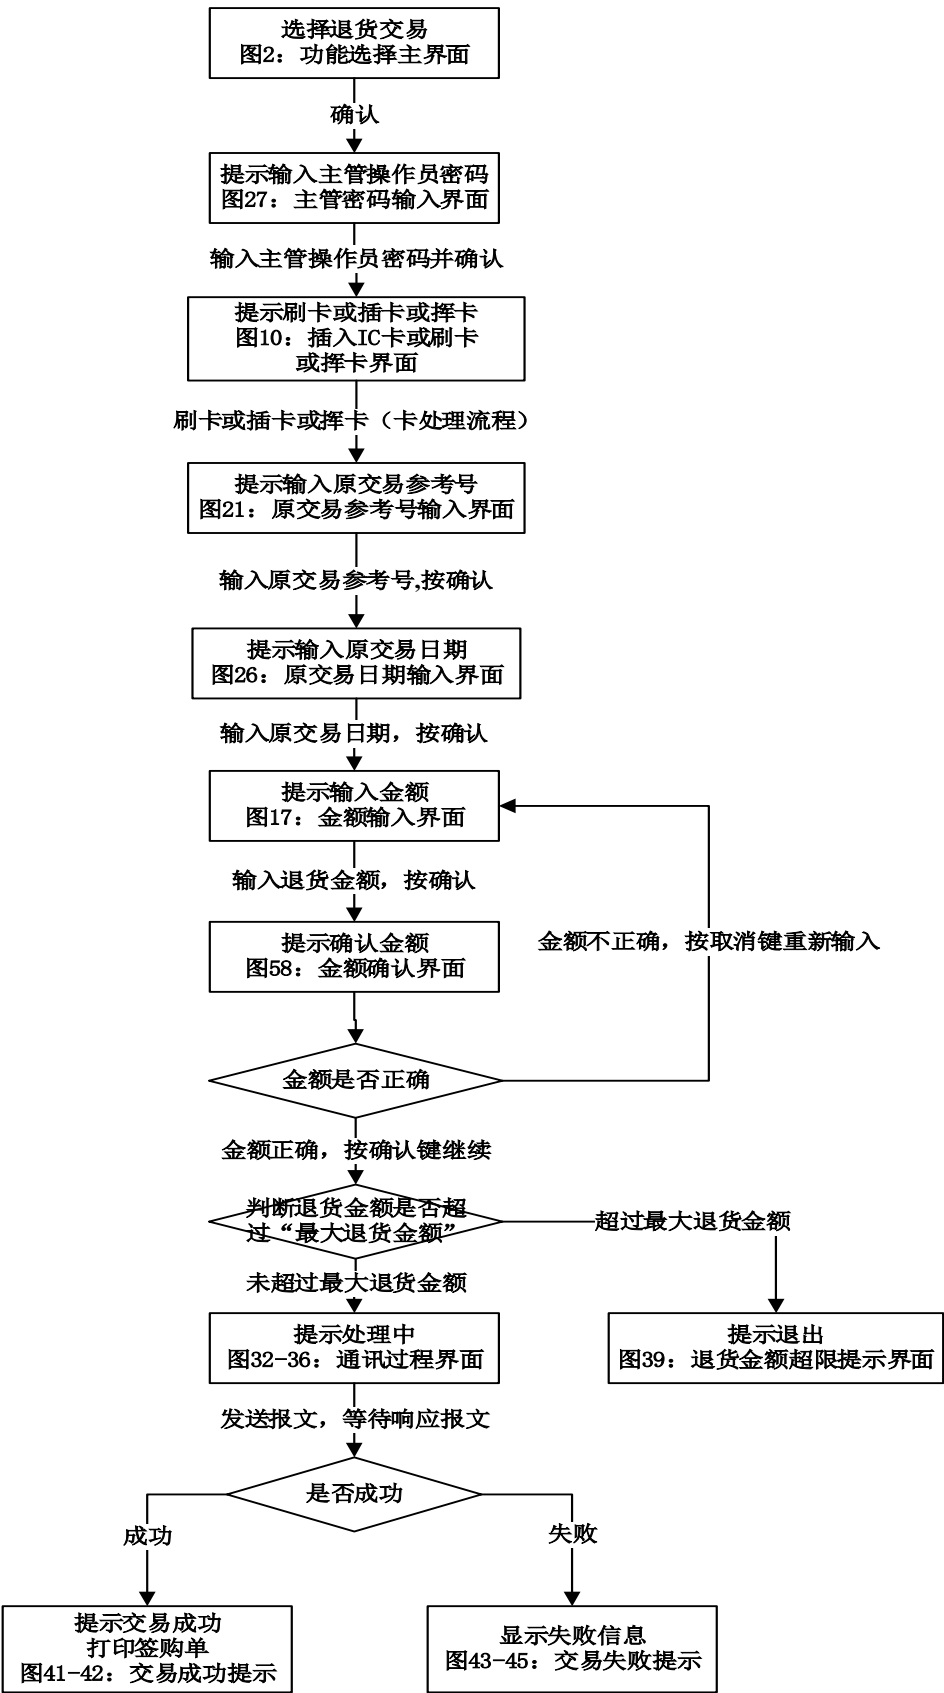 选择退货交易
图2：功能选择主界面
确认
提示输入主管操作员密码
图27：主管密码输入界面
输入主管操作员密码并确认
提示刷卡或插卡或挥卡
图10：插入IC卡或刷卡
或挥卡界面
刷卡或插卡或挥卡（卡处理流程）
提示输入原交易参考号
图21：原交易参考号输入界面
输入原交易参考号,按确认
提示输入原交易日期
图26：原交易日期输入界面
输入原交易日期，按确认
提示输入金额
图17：金额输入界面
输入退货金额，按确认
提示确认金额
图58：金额确认界面
金额不正确，按取消键重新输入
金额是否正确
金额正确，按确认键继续
判断退货金额是否超
过“最大退货金额”
超过最大退货金额
未超过最大退货金额
提示处理中
图32-36：通讯过程界面
提示退出
图39：退货金额超限提示界面
发送报文，等待响应报文
是否成功
成功
失败
提示交易成功
打印签购单
图41-42：交易成功提示
显示失败信息
图43-45：交易失败提示